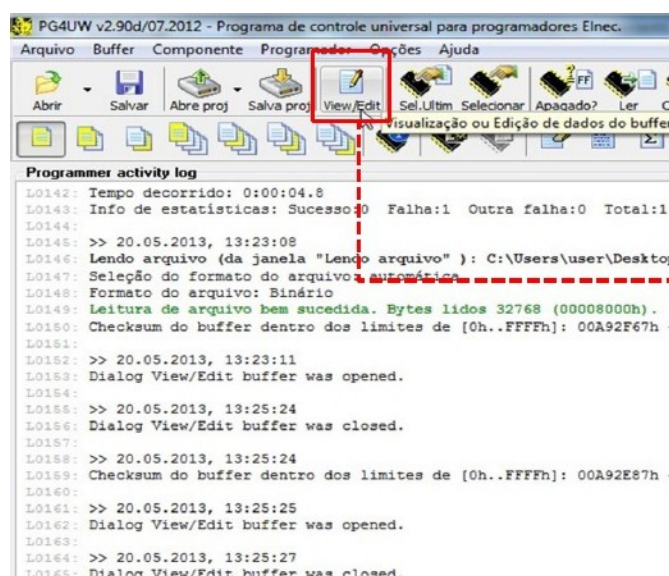 PG4UW v2.90d/07.2012 - Programa de controle universal para programadores Elnec.
Arquivo Buffer Componente Programador Opções Ajuda
Abrir Salvar Abre proj Salva proj View/Edit Sel.Ultim Selecionar Apagado? Ler
Visualização ou Edição de dados do buffer
Programmer activity log
L0142: Tempo decorrido: 0:00:04.8
L0143: Info de estatísticas: Sucesso:0 Falha:1 Outra falha:0 Total:1
L0144:
L0145: >> 20.05.2013, 13:23:08
L0146: Lendo arquivo (da janela "Lendo arquivo" ): C:\Users\user\Desktop
L0147: Seleção do formato do arquivo: automática
L0148: Formato do arquivo: Binário
L0149: Leitura de arquivo bem sucedida. Bytes lidos 32768 (00008000h).
L0150: Checksum do buffer dentro dos limites de [0h..FFFFh]: 00A92F67h
L0151:
L0152: >> 20.05.2013, 13:23:11
L0153: Dialog View/Edit buffer was opened.
L0154:
L0155: >> 20.05.2013, 13:25:24
L0156: Dialog View/Edit buffer was closed.
L0157:
L0158: >> 20.05.2013, 13:25:24
L0159: Checksum do buffer dentro dos limites de [0h..FFFFh]: 00A92E87h
L0160:
L0161: >> 20.05.2013, 13:25:25
L0162: Dialog View/Edit buffer was opened.
L0163:
L0164: >> 20.05.2013, 13:25:27
L0165: Dialog View/Edit buffer was closed.